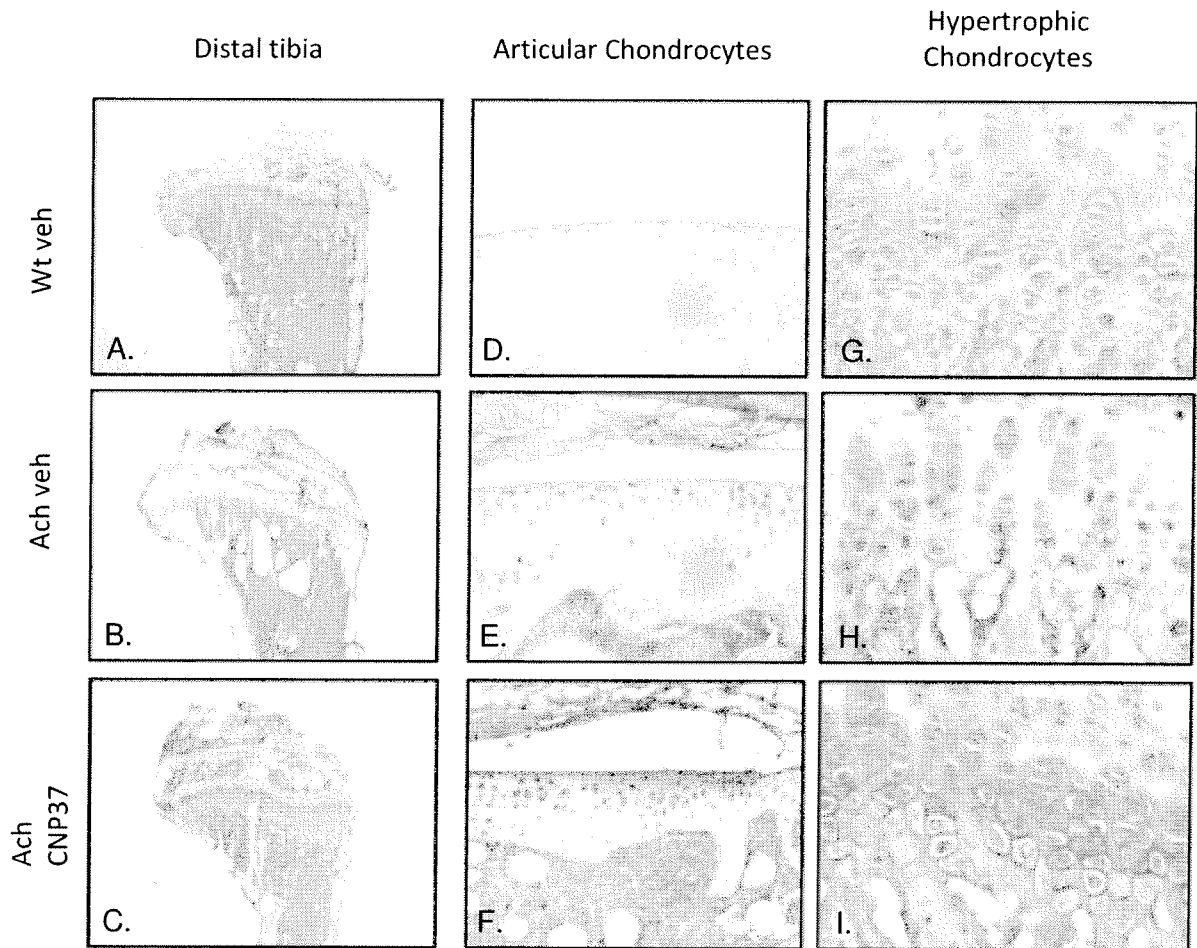 Distal tibia
Articular Chondrocytes
Hypertrophic
Chondrocytes
Wt veh
A.
D.
G.
Ach veh
B.
E.
H.
Ach
CNP37
C.
F.
I.